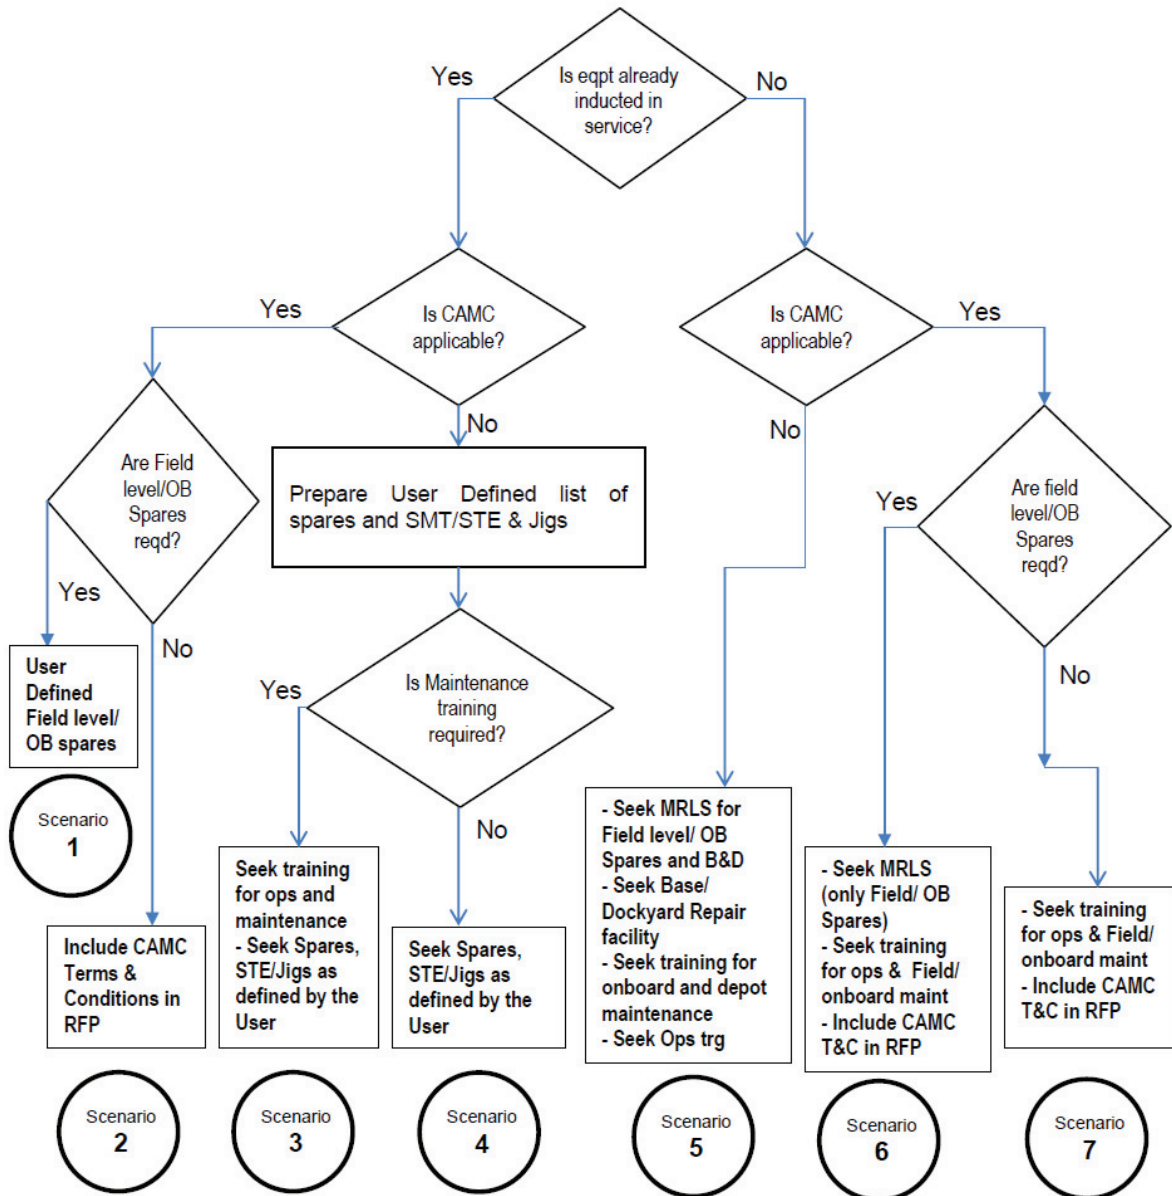 Is eqpt already
inducted in
service?
Yes
No
Is CAMC
applicable?
Yes
No
Is CAMC
applicable?
Yes
No
Are Field
level/OB
Spares
reqd?
Yes
No
Prepare User Defined list of
spares and SMT/STE & Jigs
Are field
level/OB
Spares
reqd?
Yes
No
User
Defined
Field level/
OB spares
Scenario
1
Is Maintenance
training
required?
Yes
No
Include CAMC
Terms &
Conditions in
RFP
Scenario
2
Seek training
for ops and
maintenance
- Seek Spares,
STE/Jigs as
defined by the
User
Scenario
3
Seek Spares,
STE/Jigs as
defined by the
User
Scenario
4
- Seek MRLS for
Field level/ OB
Spares and B&D
- Seek Base/
Dockyard Repair
facility
- Seek training for
onboard and depot
maintenance
- Seek Ops trg
Scenario
5
- Seek MRLS
(only Field/ OB
Spares)
- Seek training
for ops & Field/
onboard maint
- Include CAMC
T&C in RFP
Scenario
6
- Seek training
for ops & Field/
onboard maint
- Include CAMC
T&C in RFP
Scenario
7